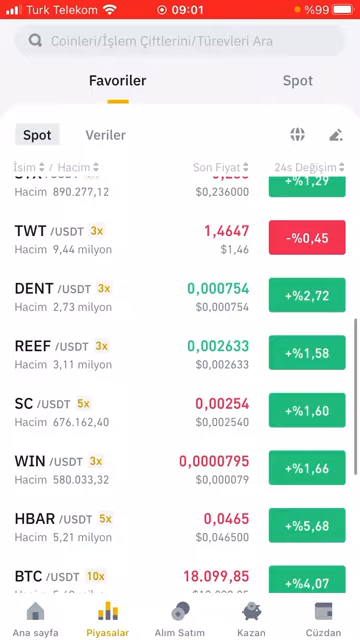 Turk Telekom 09:01 %99
Coinleri/İşlem Çiftlerini/Türevleri Ara
Favoriler Spot
Spot Veriler
İsim / Hacim Son Fiyat 24s Değişim
Hacim 890.277,12 $0,236000 +%1,29
TWT /USDT 3x 1,4647 -%0,45
Hacim 9,44 milyon $1,46
DENT /USDT 3x 0,000754 +%2,72
Hacim 2,73 milyon $0,000754
REEF /USDT 3x 0,002633 +%1,58
Hacim 3,11 milyon $0,002633
SC /USDT 5x 0,00254 +%1,60
Hacim 676.162,40 $0,002540
WIN /USDT 3x 0,0000795 +%1,66
Hacim 580.033,32 $0,000079
HBAR /USDT 5x 0,0465 +%5,68
Hacim 5,21 milyon $0,046500
BTC /USDT 10x 18.099,85 +%4,07
Ana sayfa Piyasalar Alım Satım Kazan Cüzdan